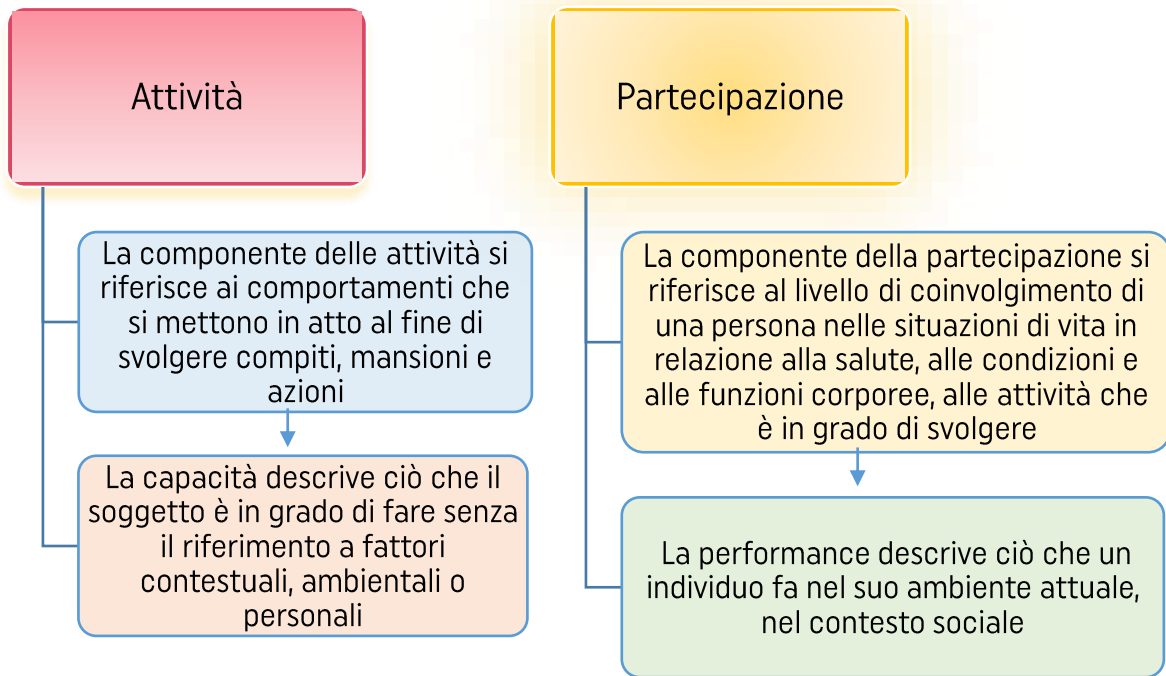 Attività
La componente delle attività si
riferisce ai comportamenti che
si mettono in atto al fine di
svolgere compiti, mansioni e
azioni
La capacità descrive ciò che il
soggetto è in grado di fare senza
il riferimento a fattori
contestuali, ambientali o
personali
Partecipazione
La componente della partecipazione si
riferisce al livello di coinvolgimento di
una persona nelle situazioni di vita in
relazione alla salute, alle condizioni e
alle funzioni corporee, alle attività che
è in grado di svolgere
La performance descrive ciò che un
individuo fa nel suo ambiente attuale,
nel contesto sociale